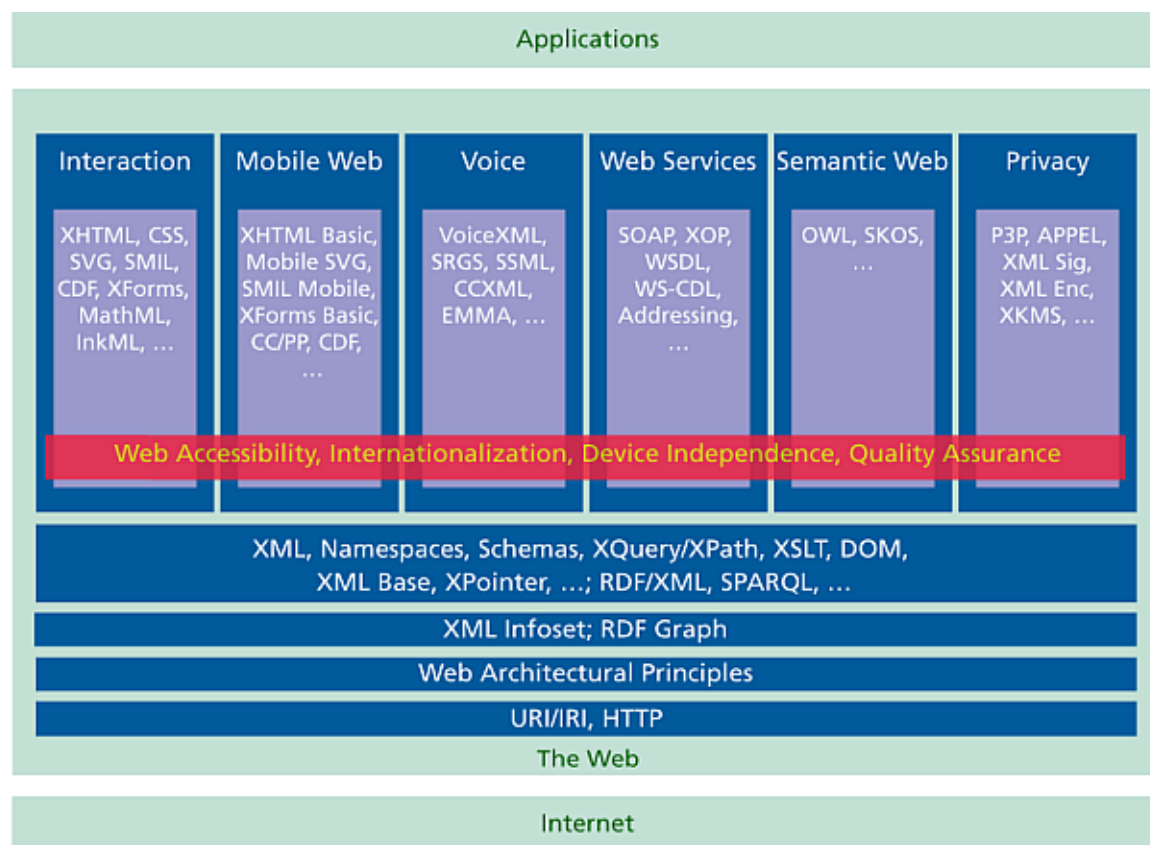 Applications
Interaction
XHTML, CSS,
SVG, SMIL,
CDF, XForms,
MathML,
InkML, …
Mobile Web
XHTML Basic,
Mobile SVG,
SMIL Mobile,
XForms Basic,
CC/PP, CDF,
…
Voice
VoiceXML,
SRGS, SSML,
CCXML,
EMMA, …
Web Services
SOAP, XOP,
WSDL,
WS-CDL,
Addressing,
…
Semantic Web
OWL, SKOS,
…
Privacy
P3P, APPEL,
XML Sig,
XML Enc,
XKMS, …
Web Accessibility, Internationalization, Device Independence, Quality Assurance
XML, Namespaces, Schemas, XQuery/XPath, XSLT, DOM,
XML Base, XPointer, …; RDF/XML, SPARQL, …
XML Infoset; RDF Graph
Web Architectural Principles
URI/IRI, HTTP
The Web
Internet